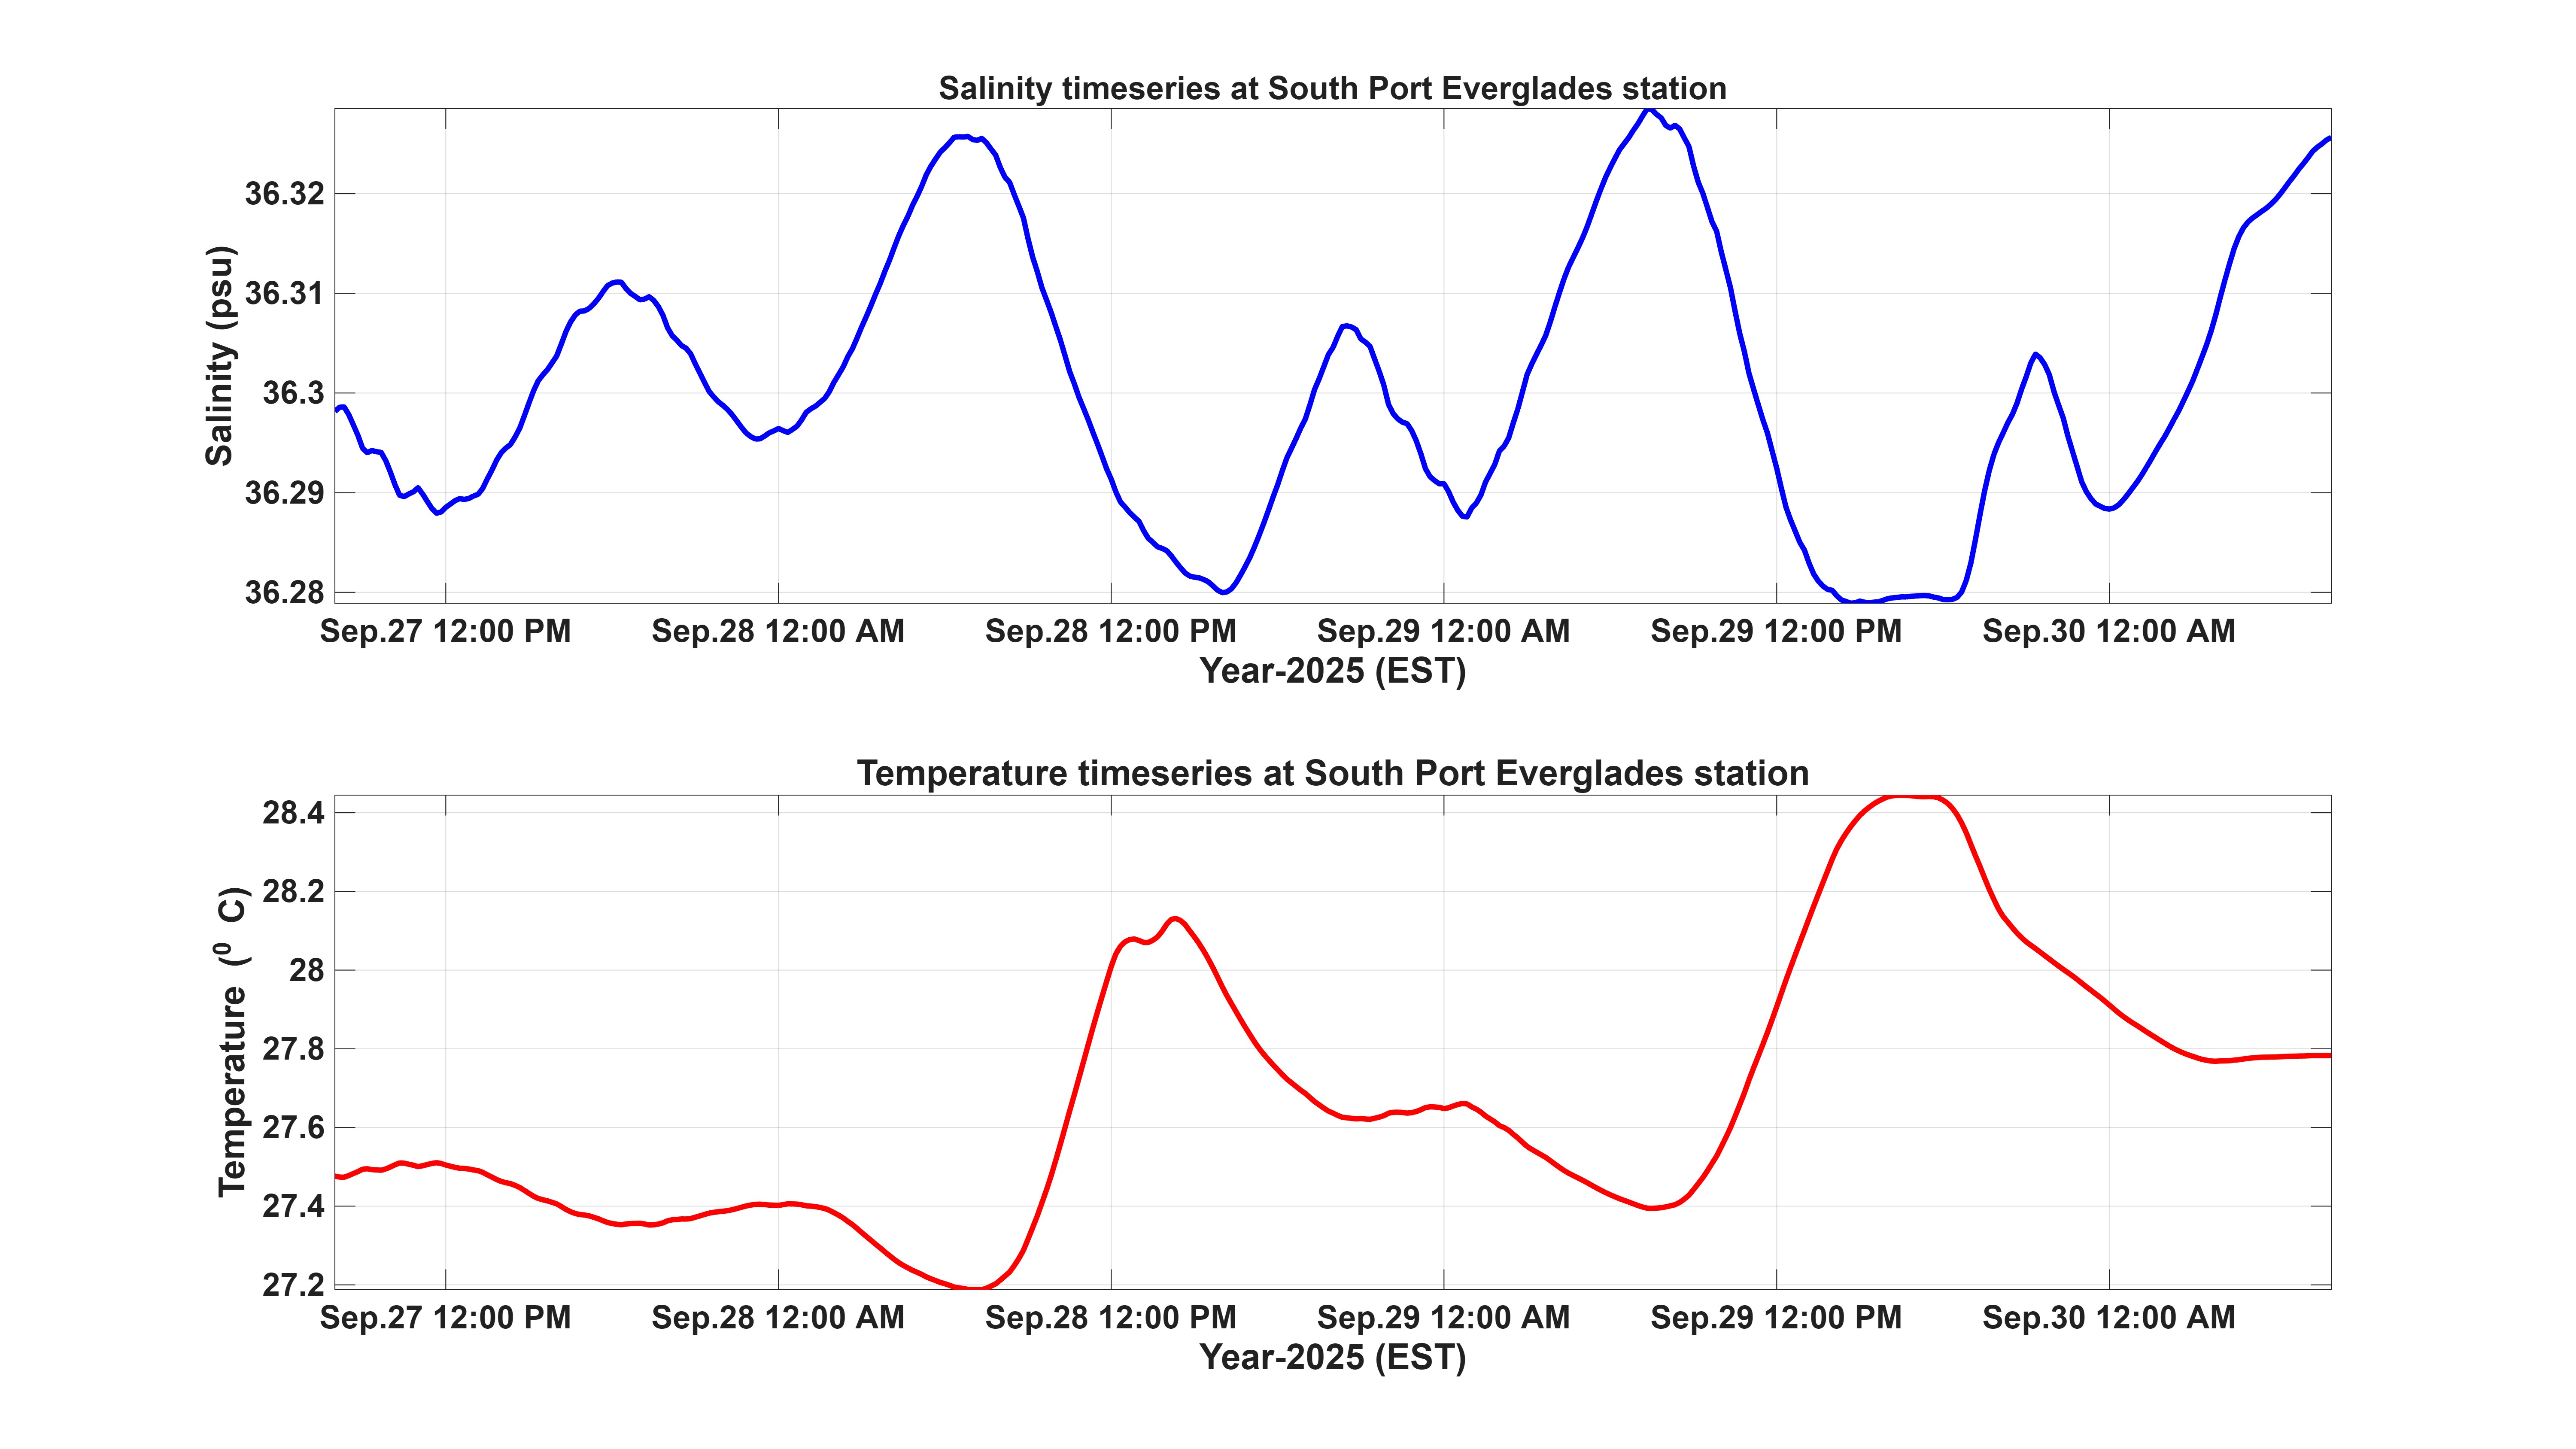 Salinity timeseries at South Port Everglades station
Salinity (psu)
36.32
36.31
36.3
36.29
36.28
Sep.27 12:00 PM Sep.28 12:00 AM Sep.28 12:00 PM Sep.29 12:00 AM Sep.29 12:00 PM Sep.30 12:00 AM
Year-2025 (EST)
Temperature timeseries at South Port Everglades station
Temperature (⁰ C)
28.4
28.2
28
27.8
27.6
27.4
27.2
Sep.27 12:00 PM Sep.28 12:00 AM Sep.28 12:00 PM Sep.29 12:00 AM Sep.29 12:00 PM Sep.30 12:00 AM
Year-2025 (EST)